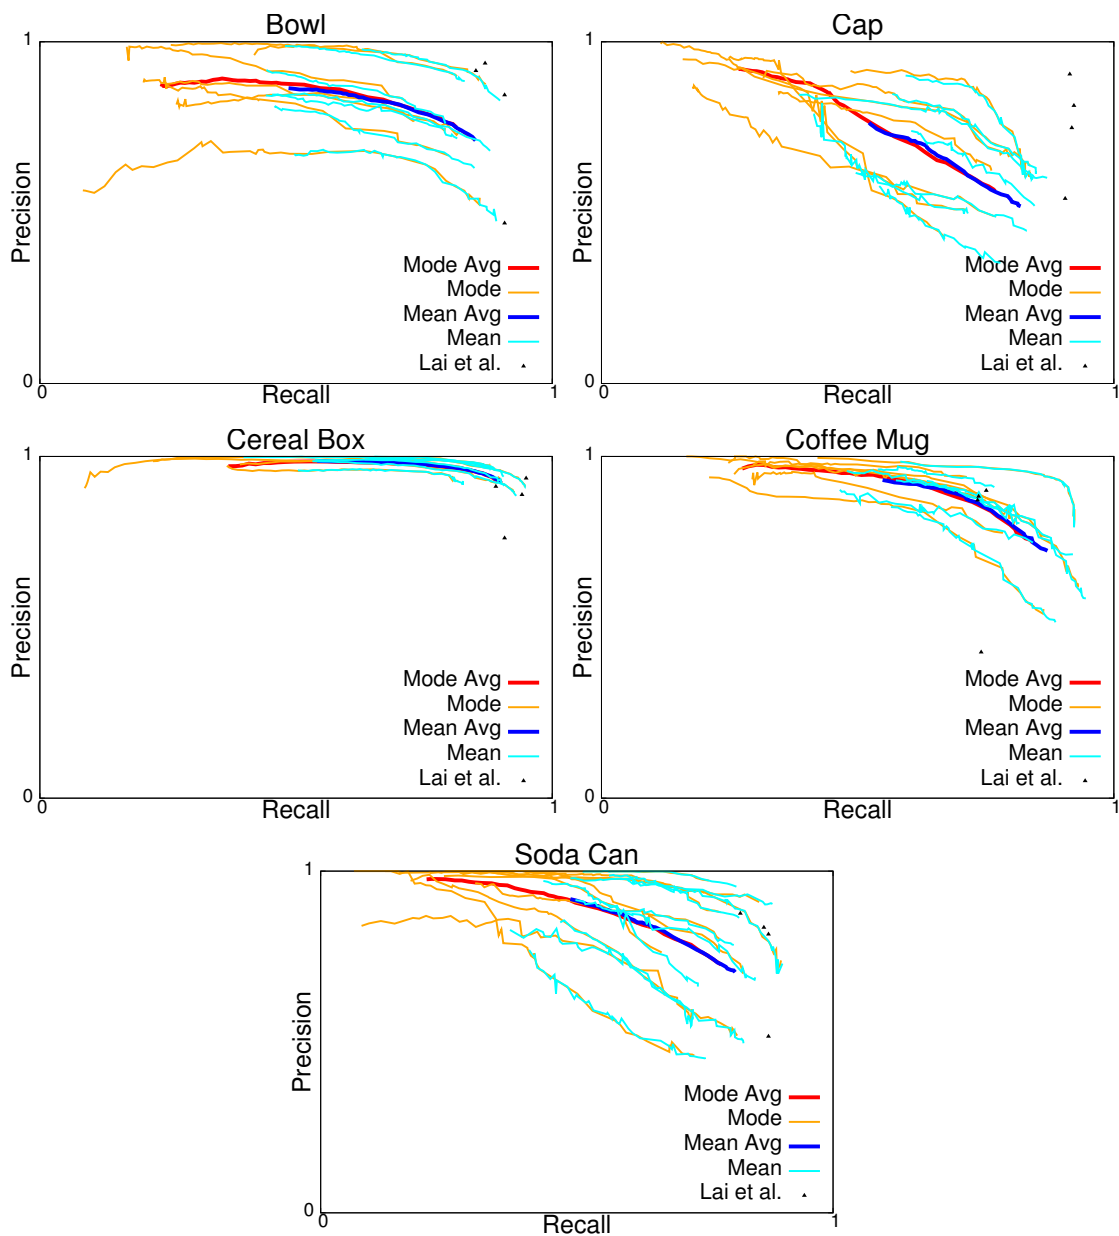 Bowl
1
Precision
Mode Avg
Mode
Mean Avg
Mean
Lai et al.
0
0
Recall
1
Cap
1
Precision
Mode Avg
Mode
Mean Avg
Mean
Lai et al.
0
0
Recall
1
Cereal Box
1
Precision
Mode Avg
Mode
Mean Avg
Mean
Lai et al.
0
0
Recall
1
Coffee Mug
1
Precision
Mode Avg
Mode
Mean Avg
Mean
Lai et al.
0
0
Recall
1
Soda Can
1
Precision
Mode Avg
Mode
Mean Avg
Mean
Lai et al.
0
0
Recall
1